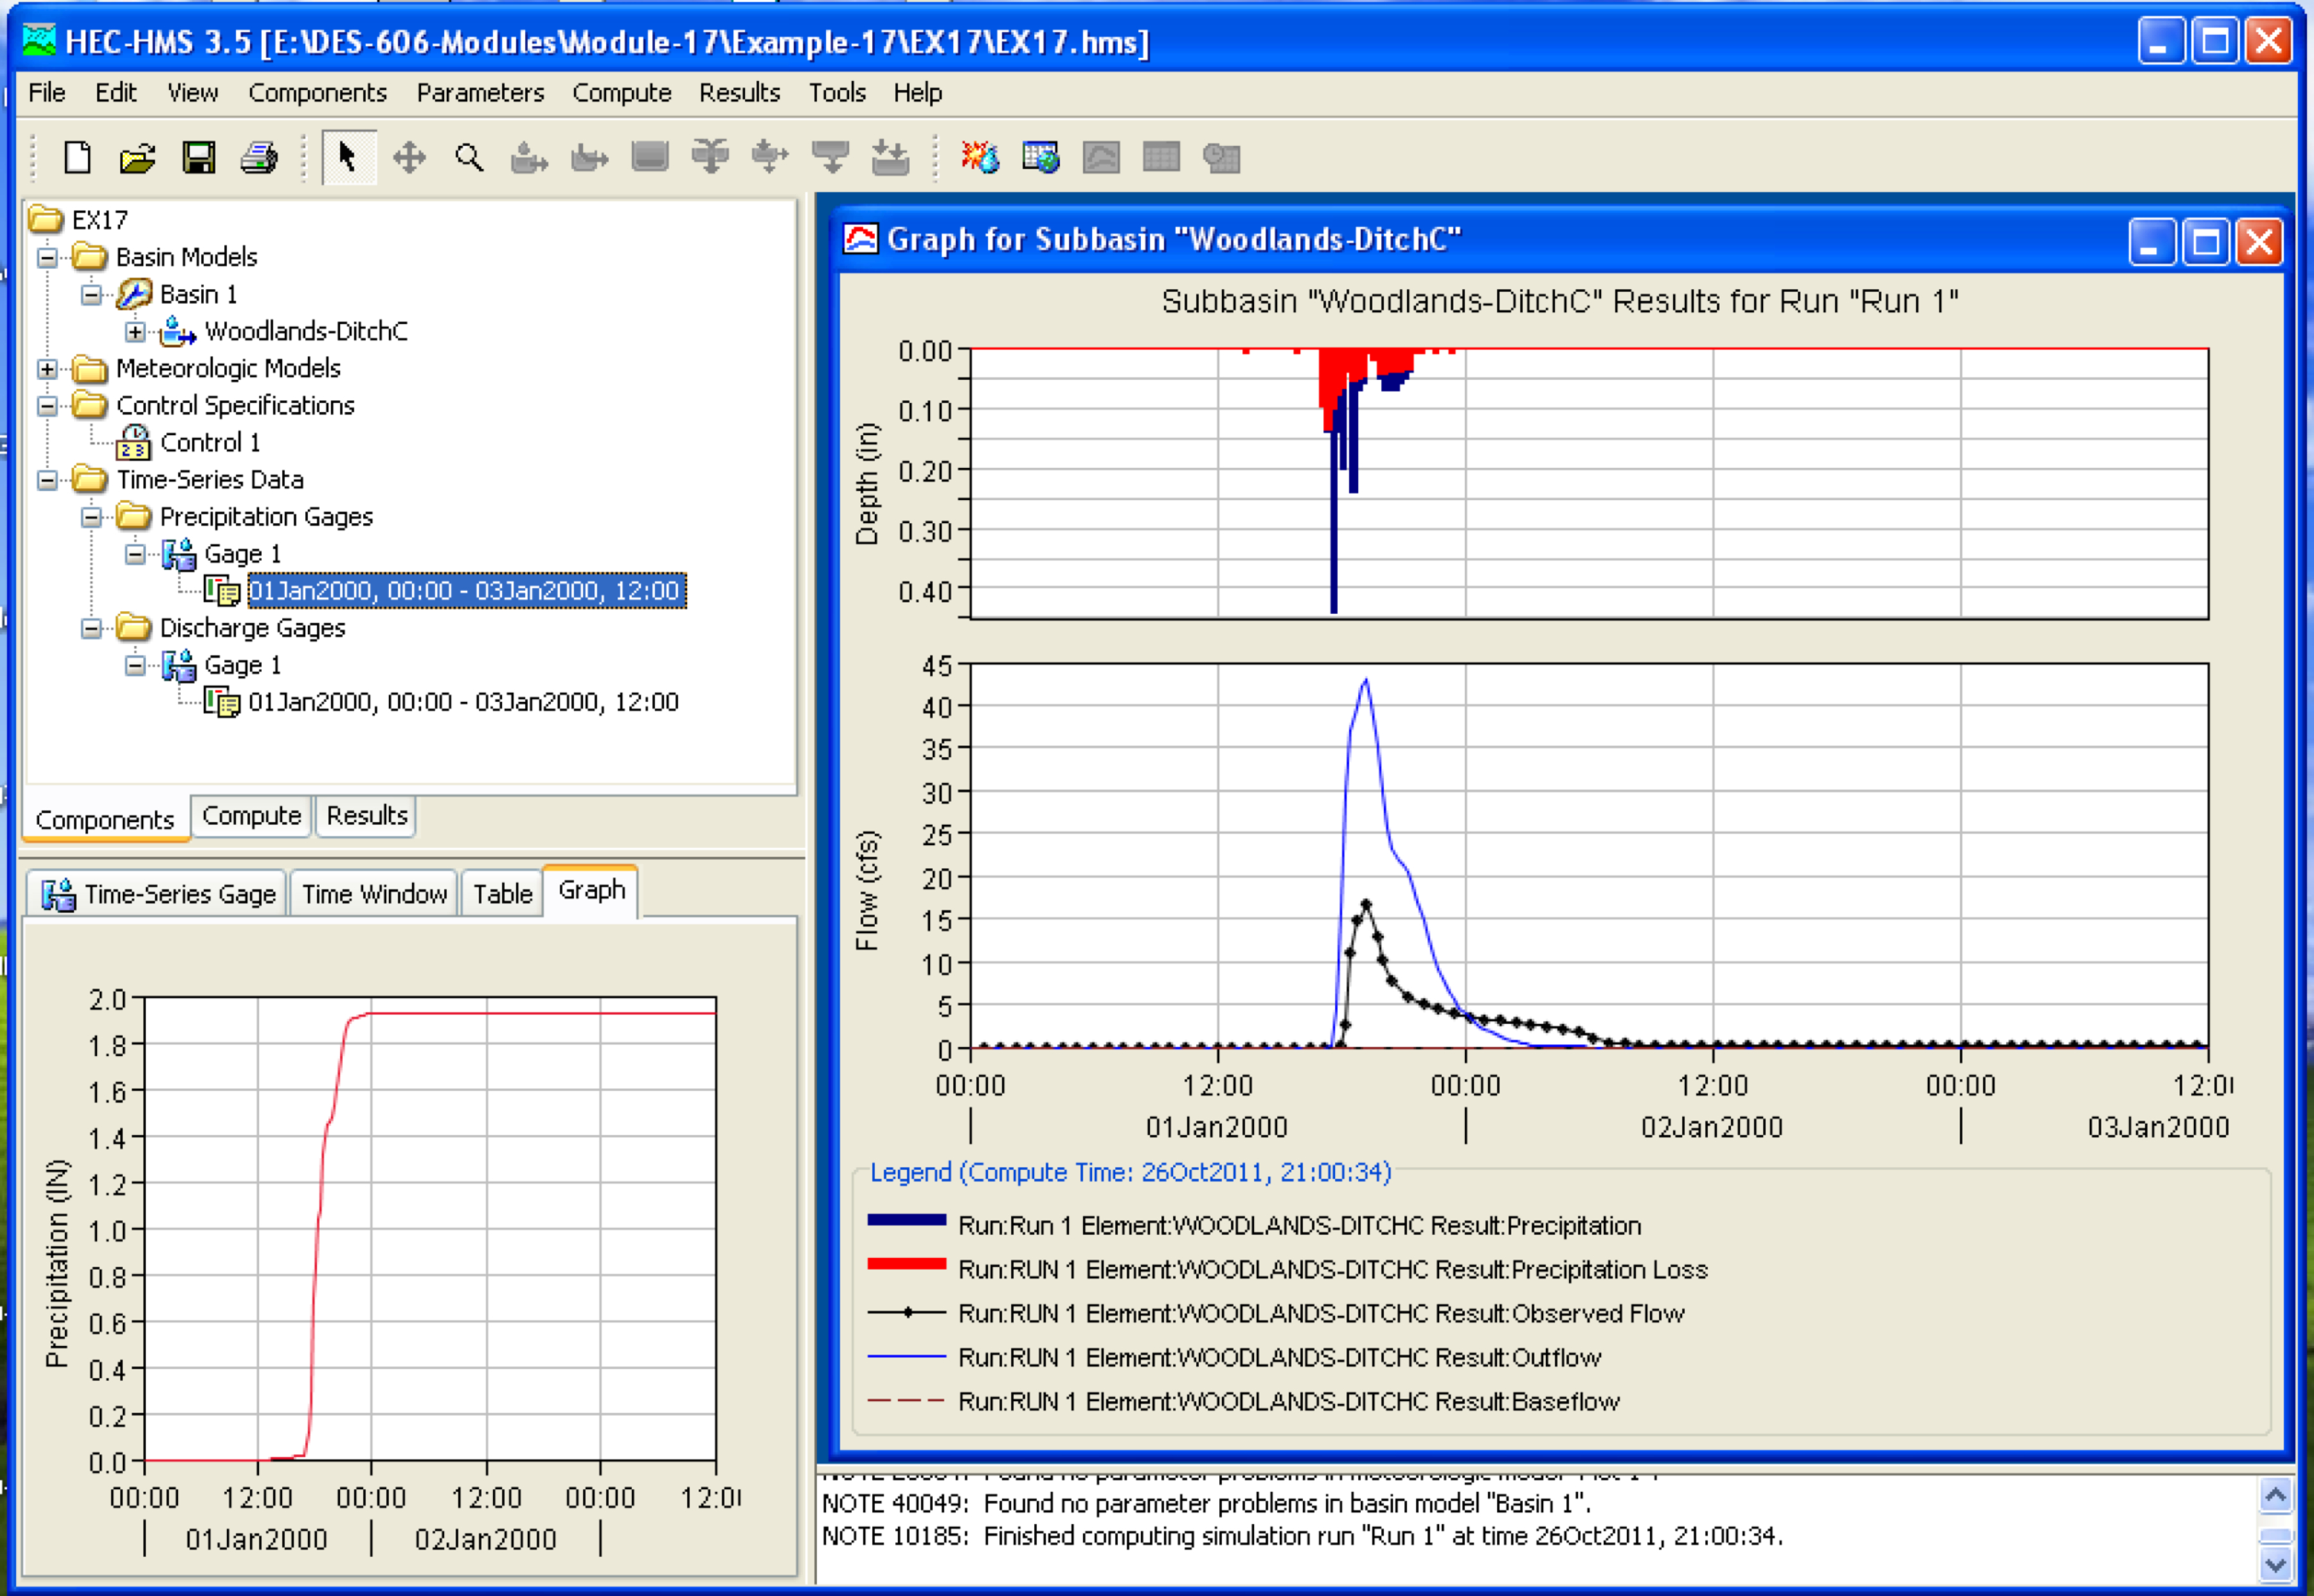 HEC-HMS 3.5 [E:\DES-606-Modules\Module-17\Example-17\EX17\EX17.hms]
File Edit View Components Parameters Compute Results Tools Help
EX17
Basin Models
Basin 1
Woodlands-DitchC
Meteorologic Models
Control Specifications
Control 1
Time-Series Data
Precipitation Gages
Gage 1
01Jan2000, 00:00 - 03Jan2000, 12:00
Discharge Gages
Gage 1
01Jan2000, 00:00 - 03Jan2000, 12:00
Components Compute Results
Time-Series Gage Time Window Table Graph
2.0
1.8
1.6
1.4
1.2
1.0
0.8
0.6
0.4
0.2
0.0
Precipitation (IN)
00:00 12:00 00:00 12:00 00:00 12:0
01Jan2000 02Jan2000
Graph for Subbasin "Woodlands-DitchC"
Subbasin "Woodlands-DitchC" Results for Run "Run 1"
0.00
0.10
0.20
0.30
0.40
Depth (in)
45
40
35
30
25
20
15
10
5
0
Flow (cfs)
00:00 12:00 00:00 12:00 00:00 12:0
01Jan2000 02Jan2000 03Jan2000
Legend (Compute Time: 26Oct2011, 21:00:34)
Run:Run 1 Element:WOODLANDS-DITCHC Result:Precipitation
Run:RUN 1 Element:WOODLANDS-DITCHC Result:Precipitation Loss
Run:RUN 1 Element:WOODLANDS-DITCHC Result:Observed Flow
Run:RUN 1 Element:WOODLANDS-DITCHC Result:Outflow
Run:RUN 1 Element:WOODLANDS-DITCHC Result:Baseflow
Found no parameter problems in meteorologic model
NOTE 40049: Found no parameter problems in basin model "Basin 1".
NOTE 10185: Finished computing simulation run "Run 1" at time 26Oct2011, 21:00:34.